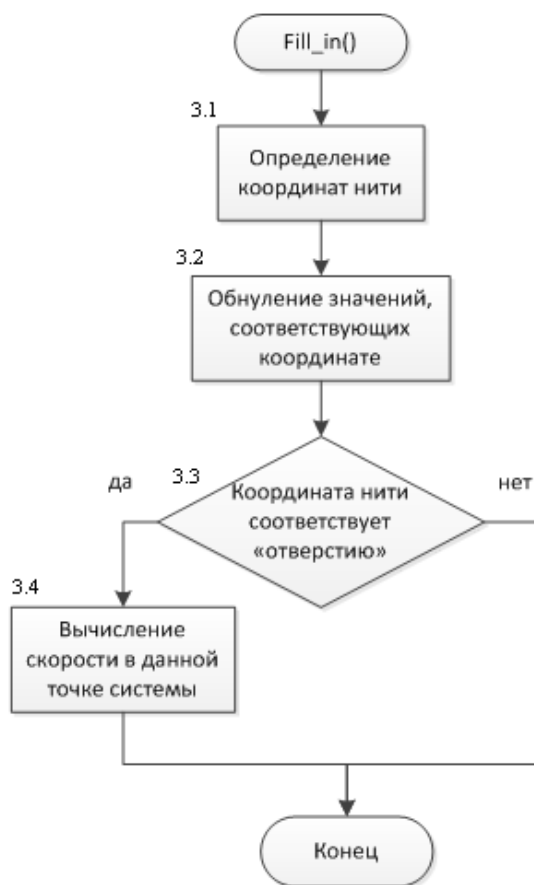 Fill_in()
3.1
Определение
координат нити
3.2
Обнуление значений,
соответствующих
координате
да
3.3
нет
Координата нити
соответствует
«отверстию»
3.4
Вычисление
скорости в данной
точке системы
Конец